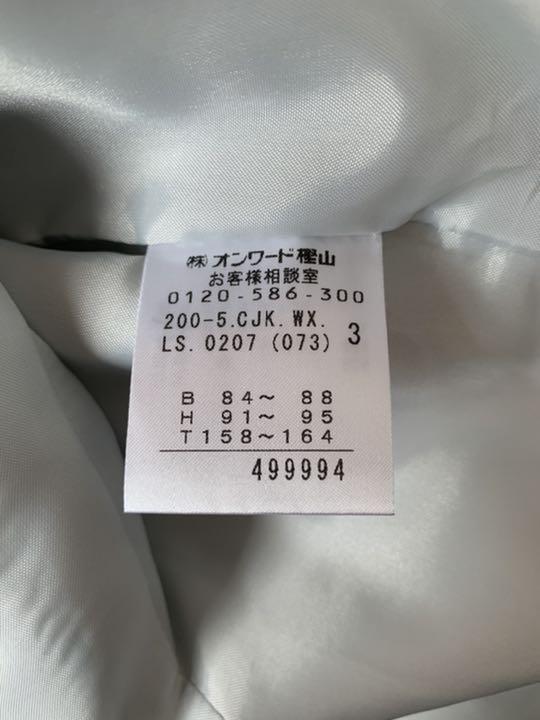 ㈱オンワード樫山
お客様相談室
0120-586-300
200-5.CJK.WX.
LS.0207(073) 3
B 84～ 88
H 91～ 95
T158～164
499994